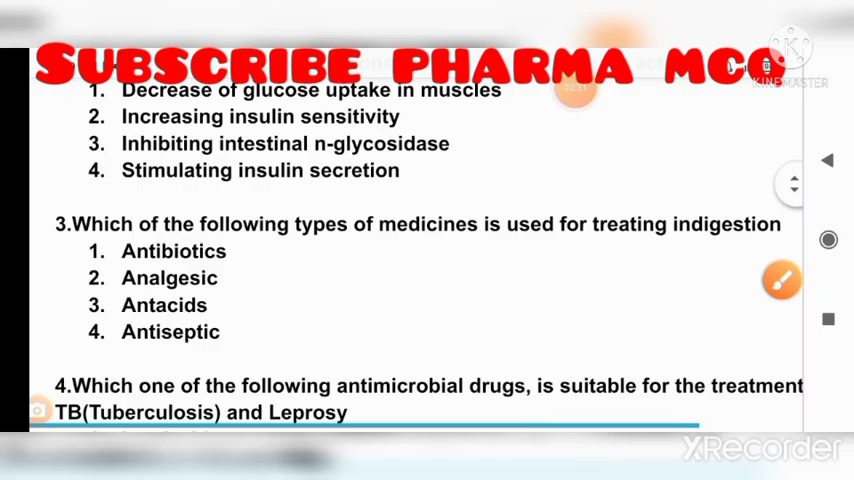 SUBSCRIBE PHARMA MCQ
KINEMASTER
1. Decrease of glucose uptake in muscles
02:31
2. Increasing insulin sensitivity
3. Inhibiting intestinal n-glycosidase
4. Stimulating insulin secretion
3.Which of the following types of medicines is used for treating indigestion
1. Antibiotics
2. Analgesic
3. Antacids
4. Antiseptic
4.Which one of the following antimicrobial drugs, is suitable for the treatment
TB(Tuberculosis) and Leprosy
XRecorder